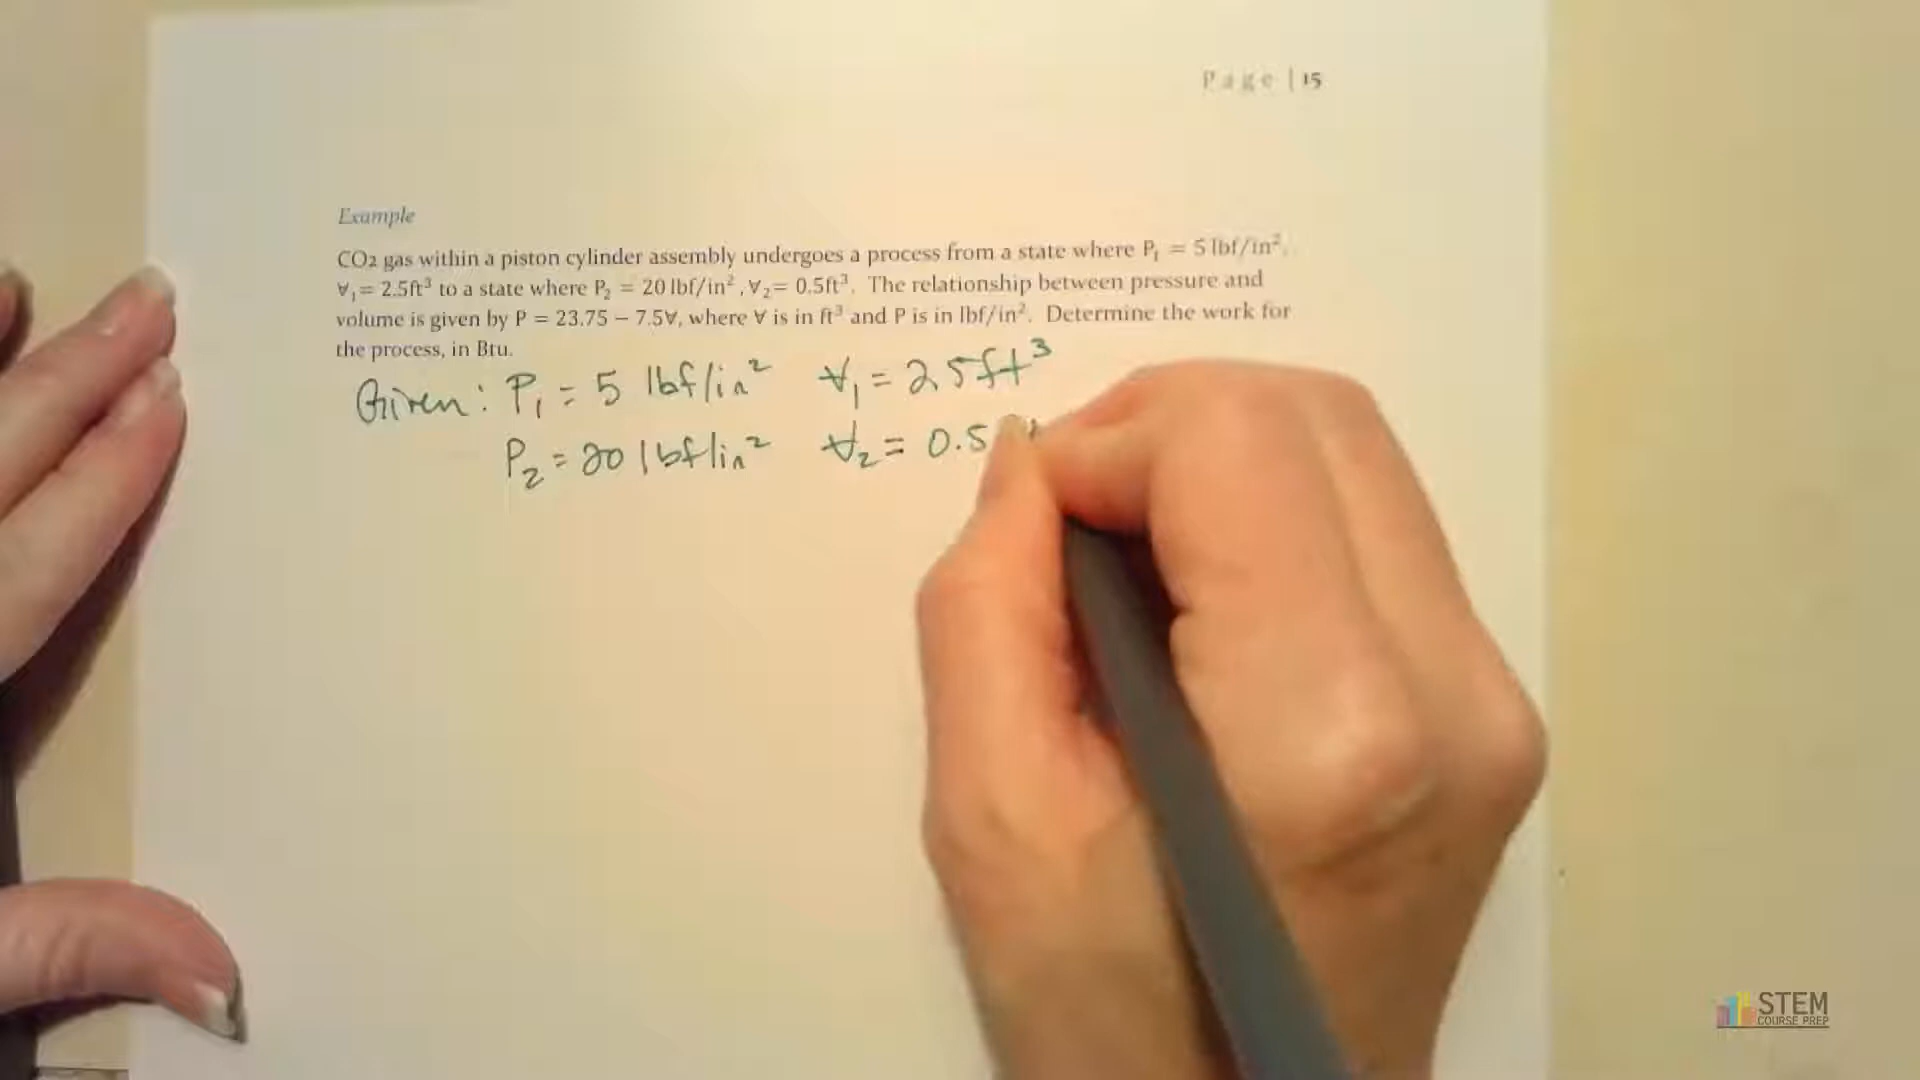 Page | 15
Example
CO2 gas within a piston cylinder assembly undergoes a process from a state where P₁ = 5 lbf/in²,
∀₁= 2.5ft³ to a state where P₂ = 20 lbf/in², ∀₂= 0.5ft³. The relationship between pressure and
volume is given by P = 23.75 – 7.5∀, where ∀ is in ft³ and P is in lbf/in². Determine the work for
the process, in Btu.
Given: P₁ = 5 lbf/in² ∀₁ = 2.5ft³
P₂ = 20 lbf/in² ∀₂ = 0.5
STEM
COURSE PREP